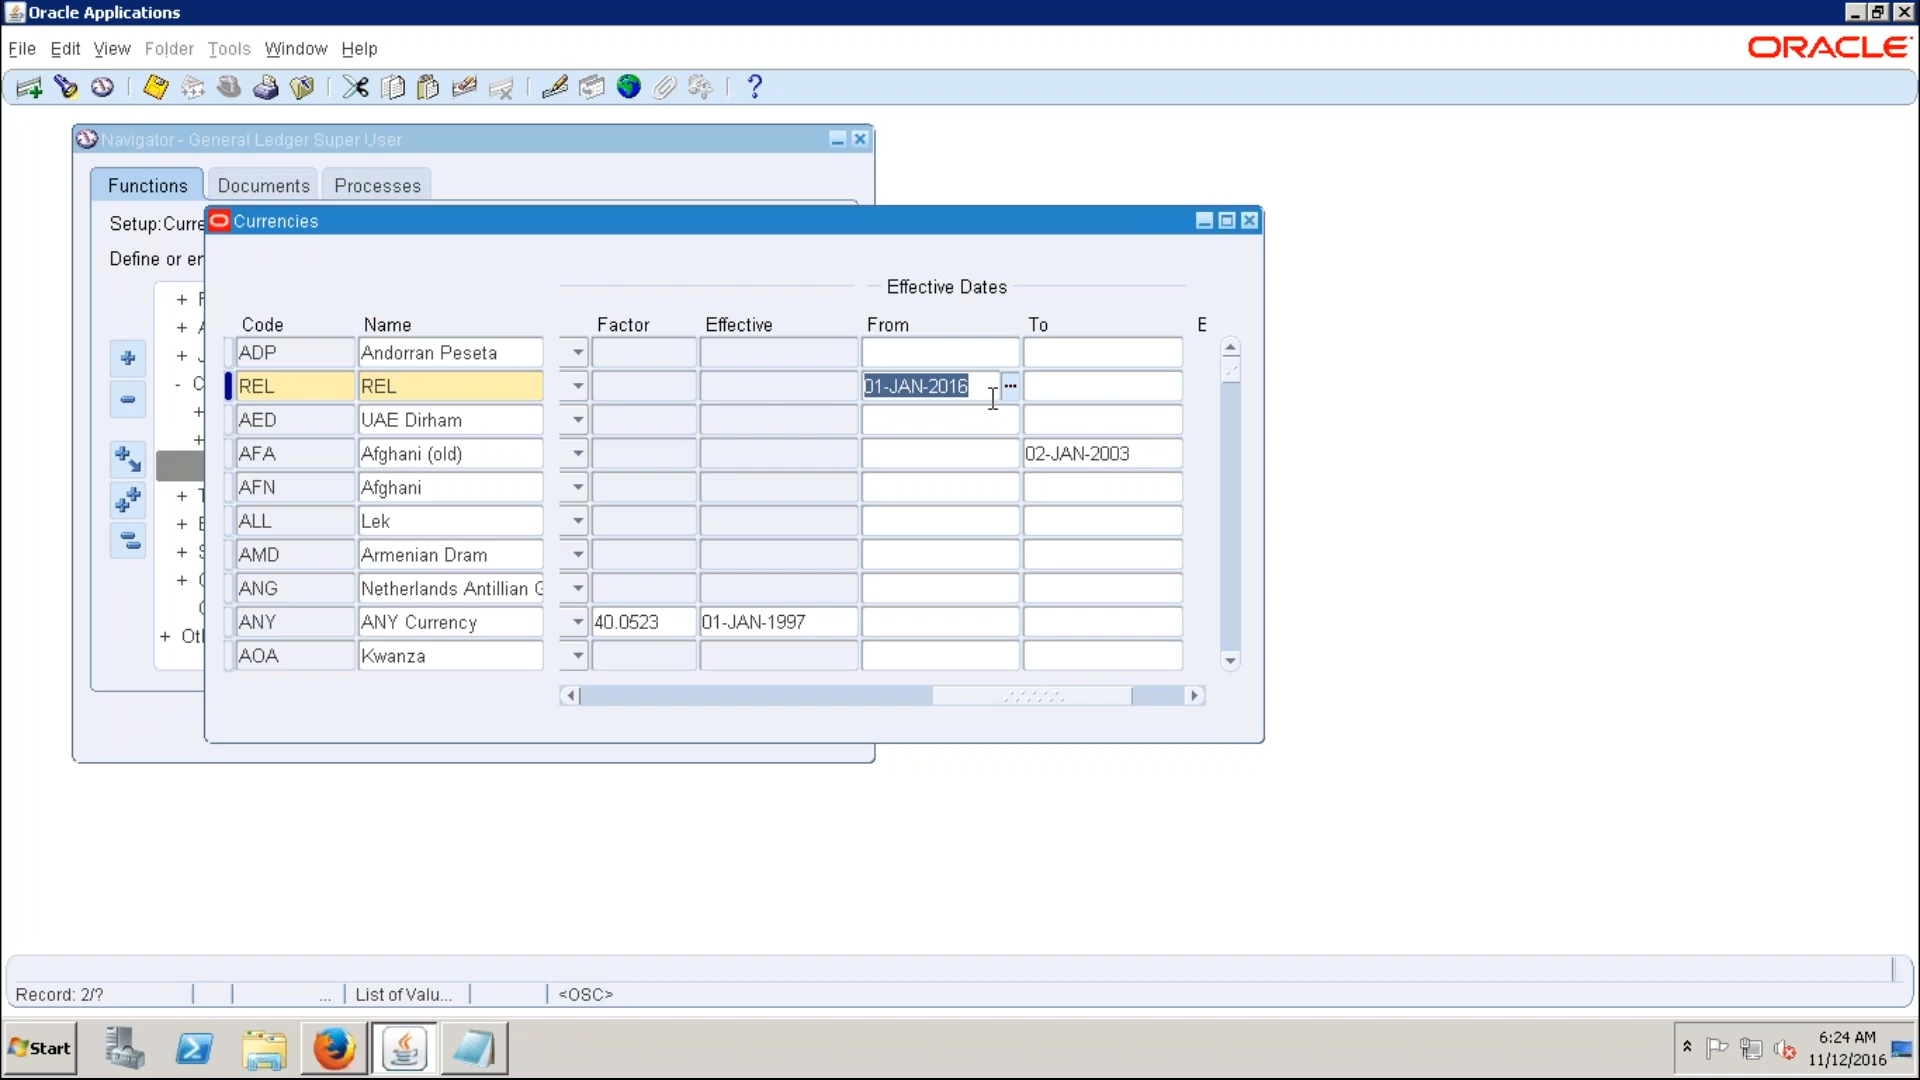 Oracle Applications
File Edit View Folder Tools Window Help
ORACLE
Navigator - General Ledger Super User
Functions Documents Processes
Setup:Curre
Define or en
Currencies
Effective Dates
Code Name Factor Effective From To E
ADP Andorran Peseta
REL REL 01-JAN-2016 ...
AED UAE Dirham
AFA Afghani (old) 02-JAN-2003
AFN Afghani
ALL Lek
AMD Armenian Dram
ANG Netherlands Antillian G
ANY ANY Currency 40.0523 01-JAN-1997
AOA Kwanza
+ Oth
Record: 2/? ... List of Valu... <OSC>
Start
6:24 AM
11/12/2016